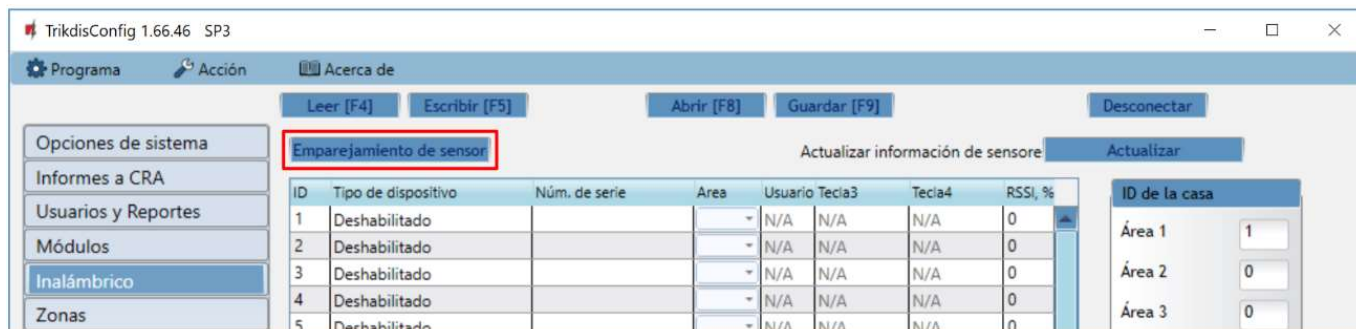 TrikdisConfig 1.66.46 SP3
Programa Acción Acerca de
Leer [F4] Escribir [F5] Abrir [F8] Guardar [F9] Desconectar
Emparejamiento de sensor Actualizar información de sensore Actualizar
Opciones de sistema
Informes a CRA
Usuarios y Reportes
Módulos
Inalámbrico
Zonas
ID Tipo de dispositivo Núm. de serie Area Usuario Tecla3 Tecla4 RSSI, %
1 Deshabilitado N/A N/A N/A 0
2 Deshabilitado N/A N/A N/A 0
3 Deshabilitado N/A N/A N/A 0
4 Deshabilitado N/A N/A N/A 0
5 Deshabilitado N/A N/A N/A 0
ID de la casa
Área 1 1
Área 2 0
Área 3 0